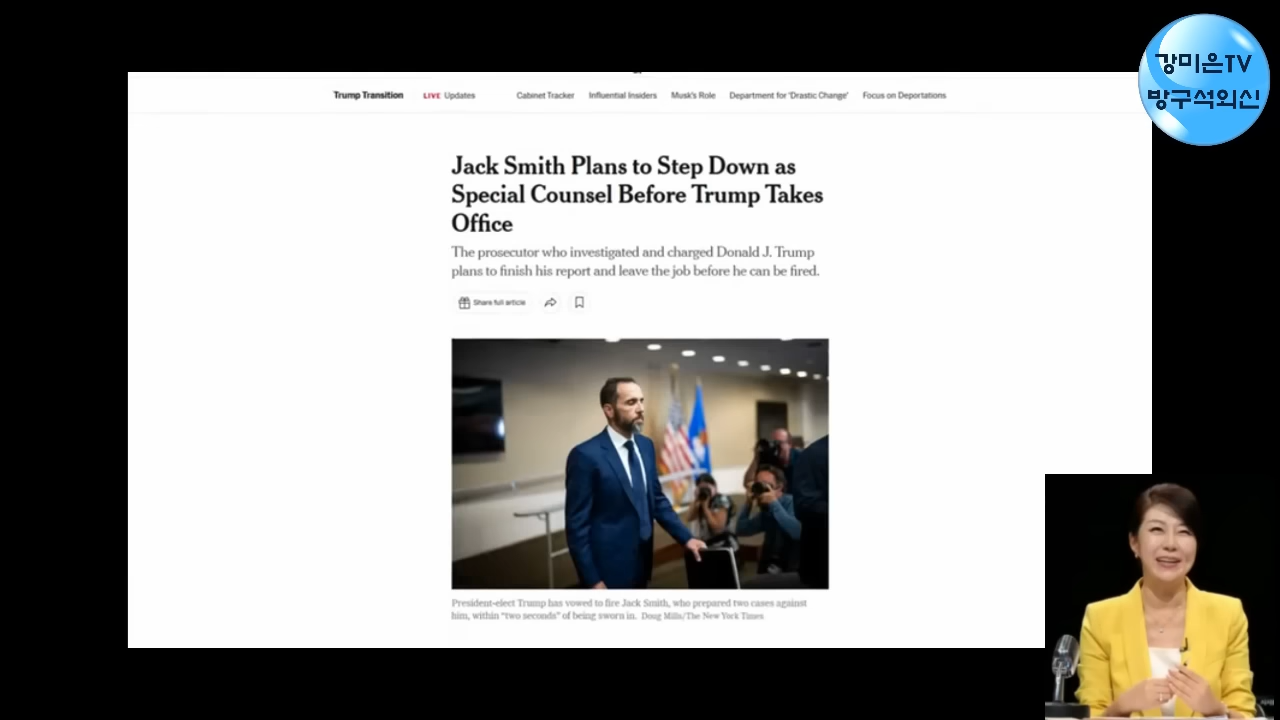 강미은TV
방구석외신
Trump Transition LIVE Updates Cabinet Tracker Influential Insiders Musk's Role Department for 'Drastic Change' Focus on Deportations
Jack Smith Plans to Step Down as
Special Counsel Before Trump Takes
Office
The prosecutor who investigated and charged Donald J. Trump
plans to finish his report and leave the job before he can be fired.
Share full article
President-elect Trump has vowed to fire Jack Smith, who prepared two cases against
him, within “two seconds” of being sworn in. Doug Mills/The New York Times